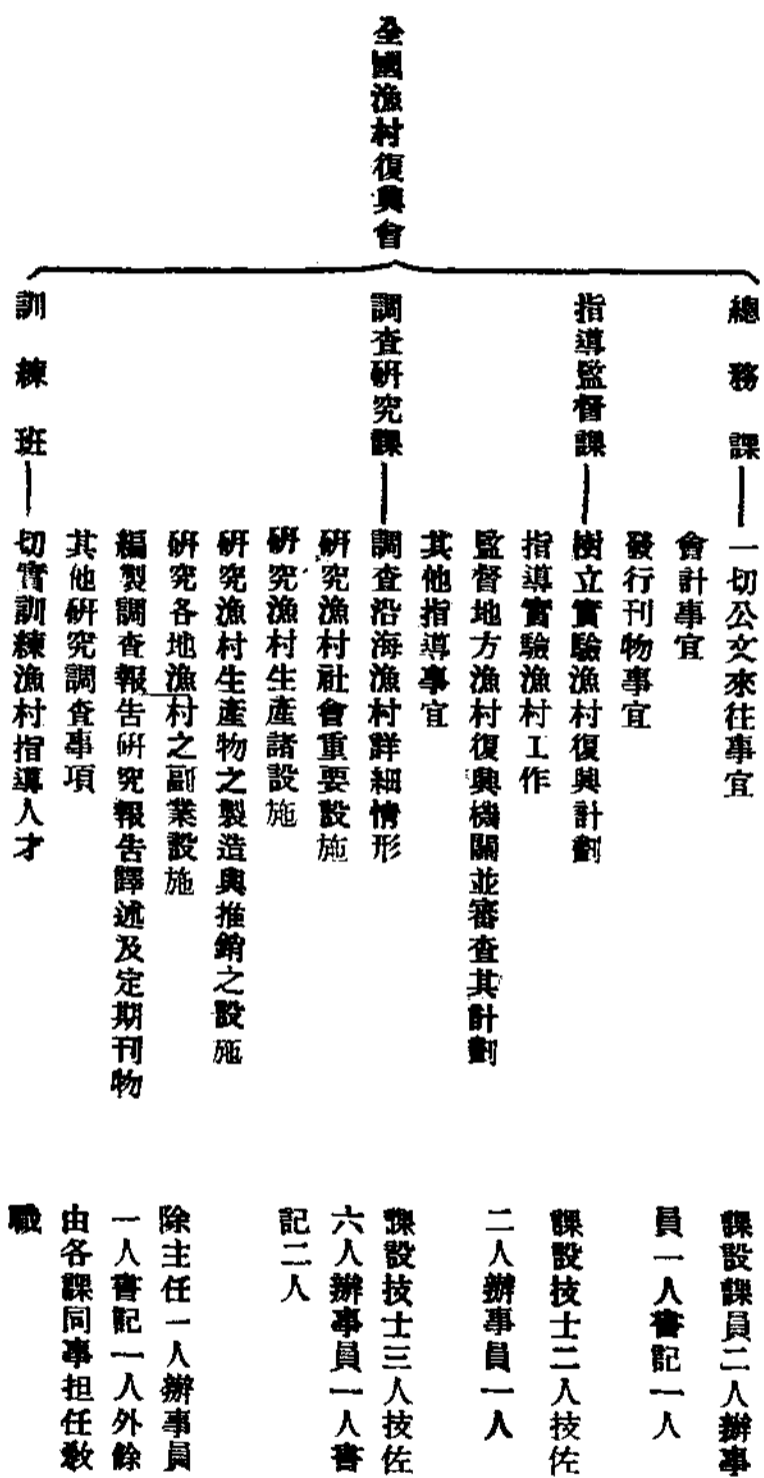 全國漁村復興會
總務課
一切公文來往事宜
會計事宜
發行刊物事宜
課設課員二人辦事
員一人書記一人
指導監督課
樹立實驗漁村復興計劃
指導實驗漁村工作
監督地方漁村復興機關並審查其計劃
其他指導事宜
課設技士二人技佐
二人辦事員一人
調查研究課
調查沿海漁村詳細情形
研究漁村社會重要設施
研究漁村生產諸設施
研究漁村生產物之製造與推銷之設施
研究各地漁村之副業設施
編製調查報告研究報告譯述及定期刊物
其他研究調查事項
課設技士三人技佐
六人辦事員一人書
記二人
訓練班
切實訓練漁村指導人才
除主任一人辦事員
一人書記一人外餘
由各課同事担任教
職